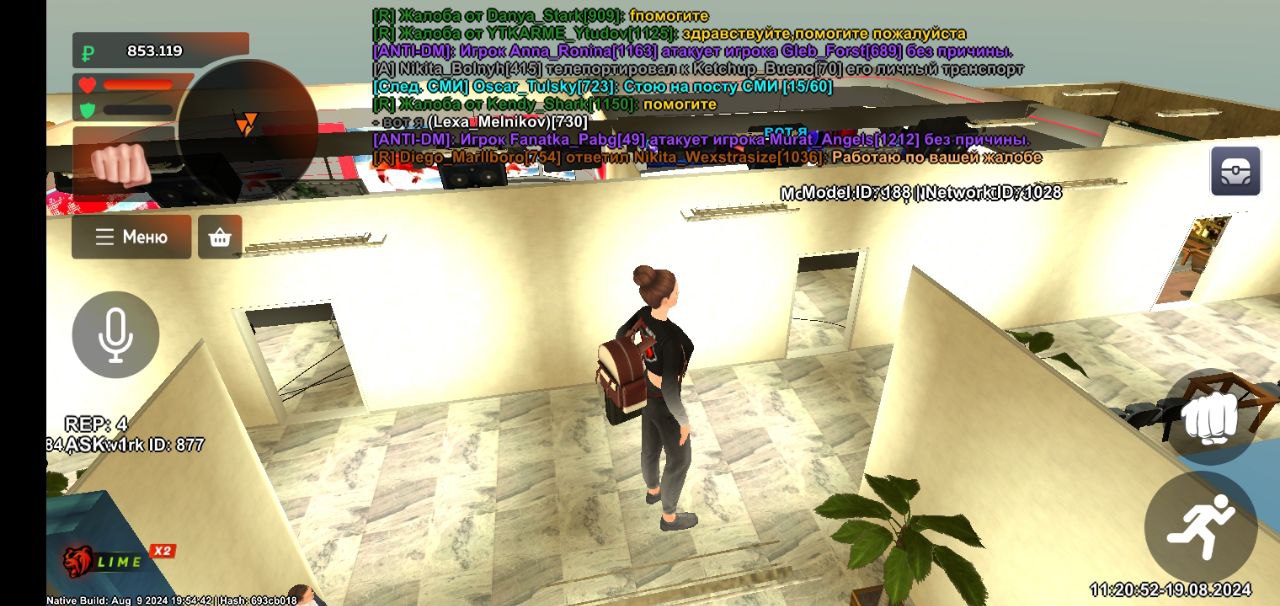 [R] Жалоба от Danya_Stark[909]: fпомогите
[R] Жалоба от YTKARME_Ytudov[1125]: здравствуйте,помогите пожалуйста
[ANTI-DM]: Игрок Anna_Ronina[1163] атакует игрока Gleb_Forst[689] без причины.
[A] Nikita_Bolnyh[415] телепортировал к Ketchup_Bueno[70] его личный транспорт
[След. СМИ] Oscar_Tulsky[723]: Стою на посту СМИ [15/60]
[R] Жалоба от Kendy_Shark[1150]: помогите
- вот я (Lexa_Melnikov)[730]
[ANTI-DM]: Игрок Fanatka_Pabg[49] атакует игрока Murat_Angels[1212] без причины.
[R] Diego_Marllboro[754] ответил Nikita_Wexstrasize[1036]: Работаю по вашей жалобе
853.119
вот я
Model ID: 188 | Network ID: 1028
Меню
REP: 4
ID: 877
LIME
X2
Native Build: Aug 9 2024 19:54:42 | Hash: 693cb018
11:20:52-19.08.2024